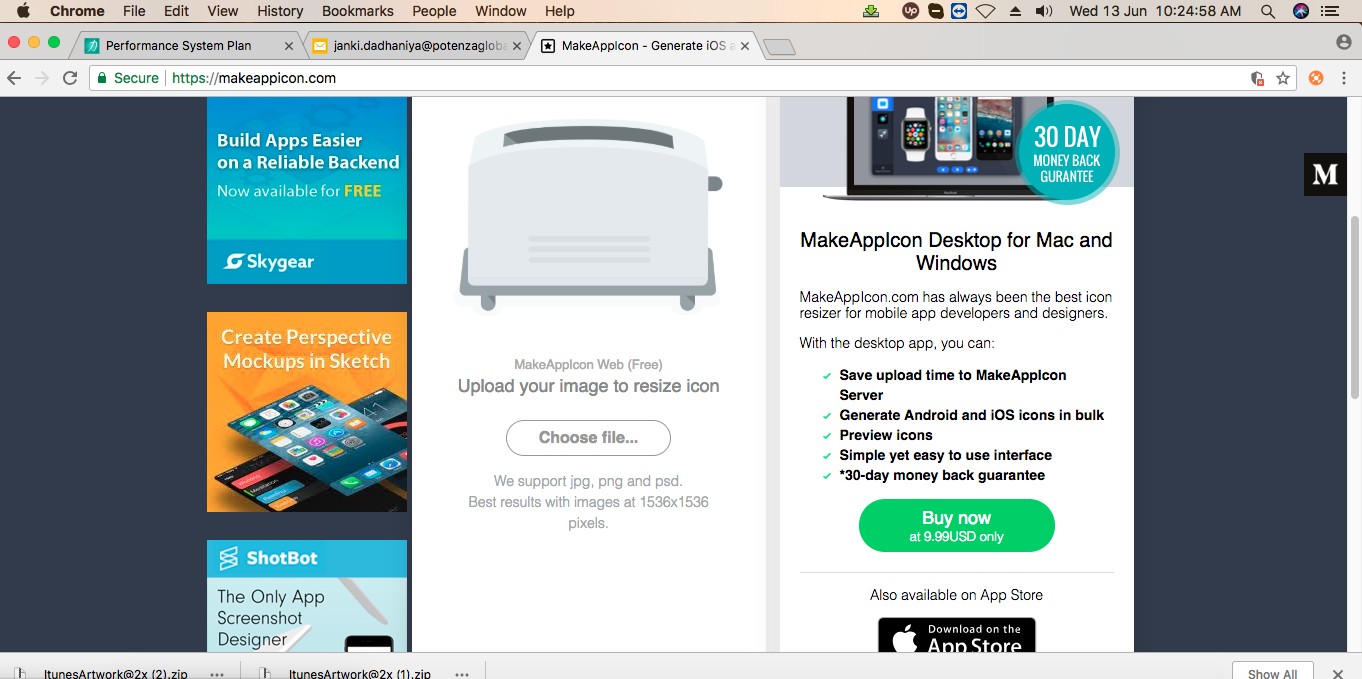 Chrome File Edit View History Bookmarks People Window Help
Up
Wed 13 Jun 10:24:58 AM
Performance System Plan
janki.dadhaniya@potenzagloba
MakeAppIcon - Generate iOS a
Secure
https://makeappicon.com
Build Apps Easier
on a Reliable Backend
Now available for FREE
Skygear
Create Perspective
Mockups in Sketch
ShotBot
The Only App
Screenshot
Designer
MakeAppIcon Web (Free)
Upload your image to resize icon
Choose file...
We support jpg, png and psd.
Best results with images at 1536x1536
pixels.
30 DAY
MONEY BACK
GURANTEE
MakeAppIcon Desktop for Mac and
Windows
MakeAppIcon.com has always been the best icon
resizer for mobile app developers and designers.
With the desktop app, you can:
Save upload time to MakeAppIcon
Server
Generate Android and iOS icons in bulk
Preview icons
Simple yet easy to use interface
*30-day money back guarantee
Buy now
at 9.99USD only
Also available on App Store
Download on the
App Store
M
ItunesArtwork@2x (2).zip
ItunesArtwork@2x (1).zip
Show All